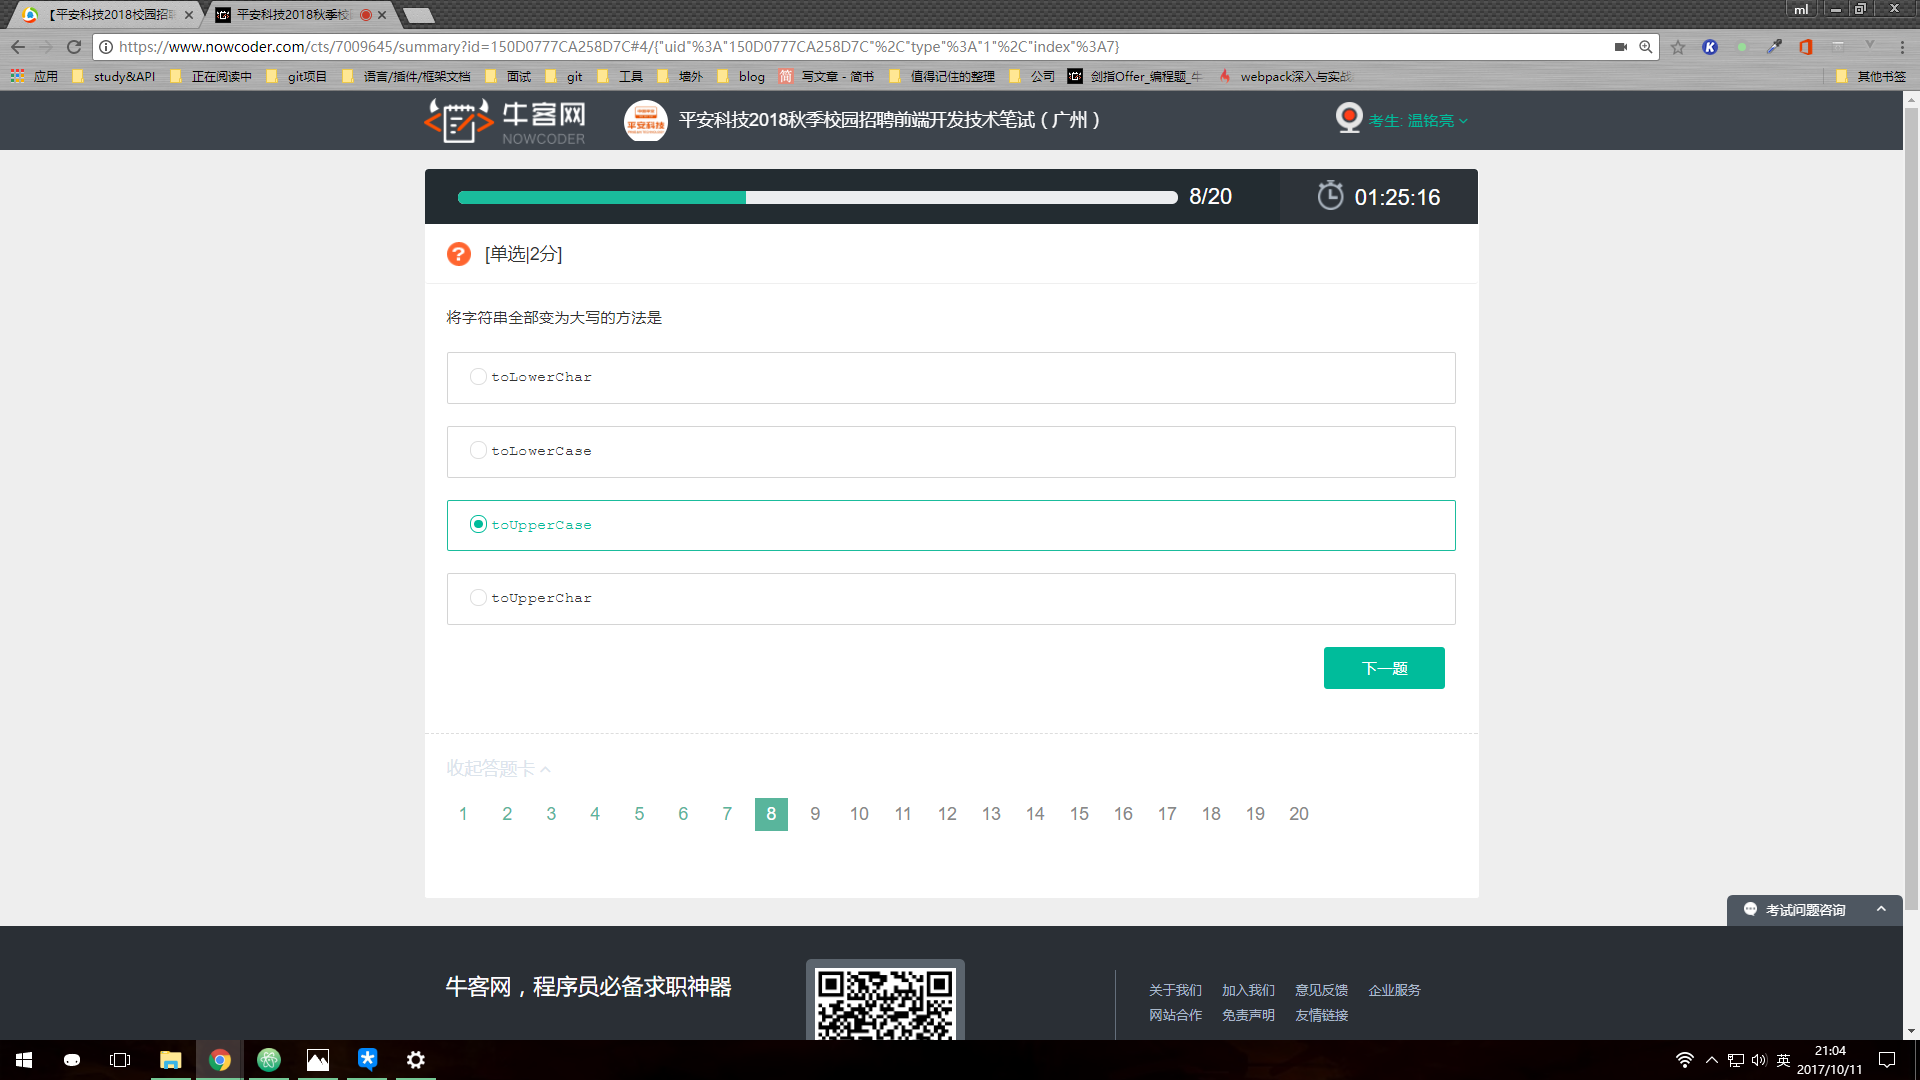 【平安科技2018校园招聘
平安科技2018秋季校
ml
https://www.nowcoder.com/cts/7009645/summary?id=150D0777CA258D7C#4/{"uid"%3A"150D0777CA258D7C"%2C"type"%3A"1"%2C"index"%3A7}
应用 study&API 正在阅读中 git项目 语言/插件/框架文档 面试 git 工具 墙外 blog 简 写文章 - 简书 值得记住的整理 公司 剑指Offer_编程题_牛 webpack深入与实战 其他书签
牛客网
NOWCODER
平安科技
平安科技2018秋季校园招聘前端开发技术笔试（广州）
考生: 温铭亮
8/20
01:25:16
? [单选|2分]
将字符串全部变为大写的方法是
toLowerChar
toLowerCase
toUpperCase
toUpperChar
下一题
收起答题卡
1 2 3 4 5 6 7 8 9 10 11 12 13 14 15 16 17 18 19 20
考试问题咨询
牛客网，程序员必备求职神器
关于我们 加入我们 意见反馈 企业服务
网站合作 免责声明 友情链接
英
21:04
2017/10/11